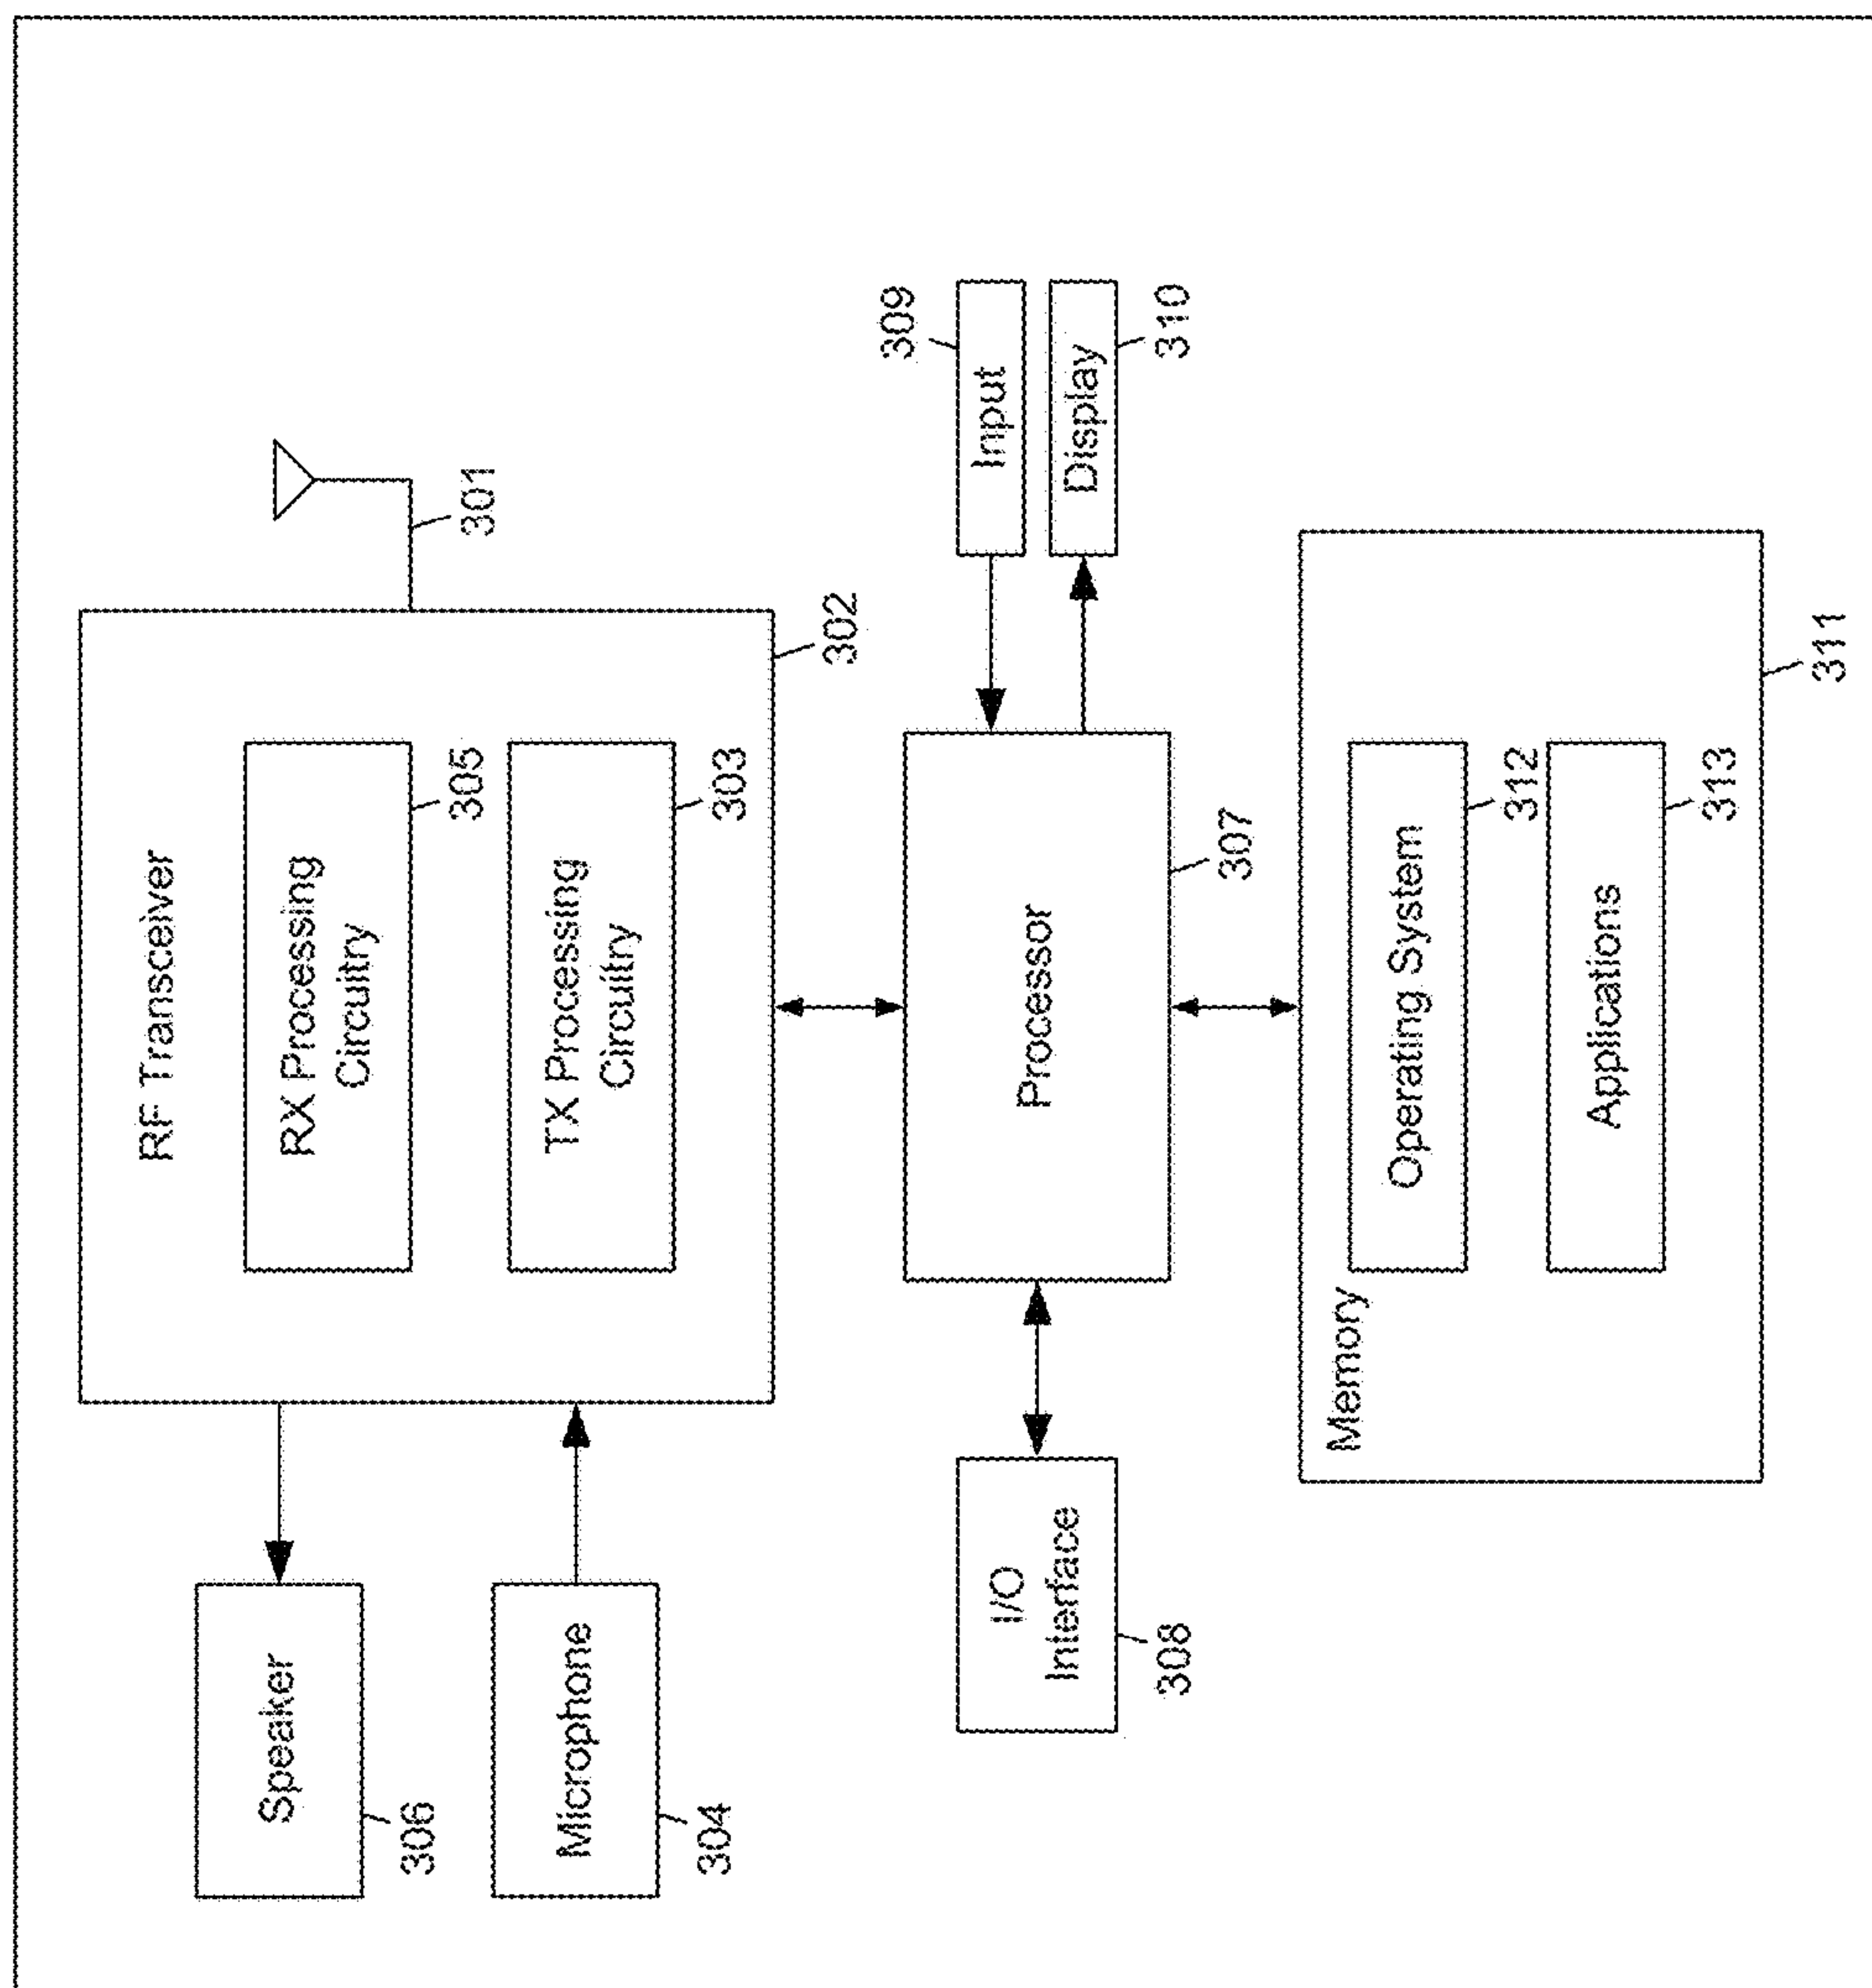 301
RF Transceiver
RX Processing
Circuitry
305
TX Processing
Circuitry
303
302
Speaker
306
Microphone
304
Processor
307
I/O
Interface
308
Input
309
Display
310
Memory
Operating System
312
Applications
313
311